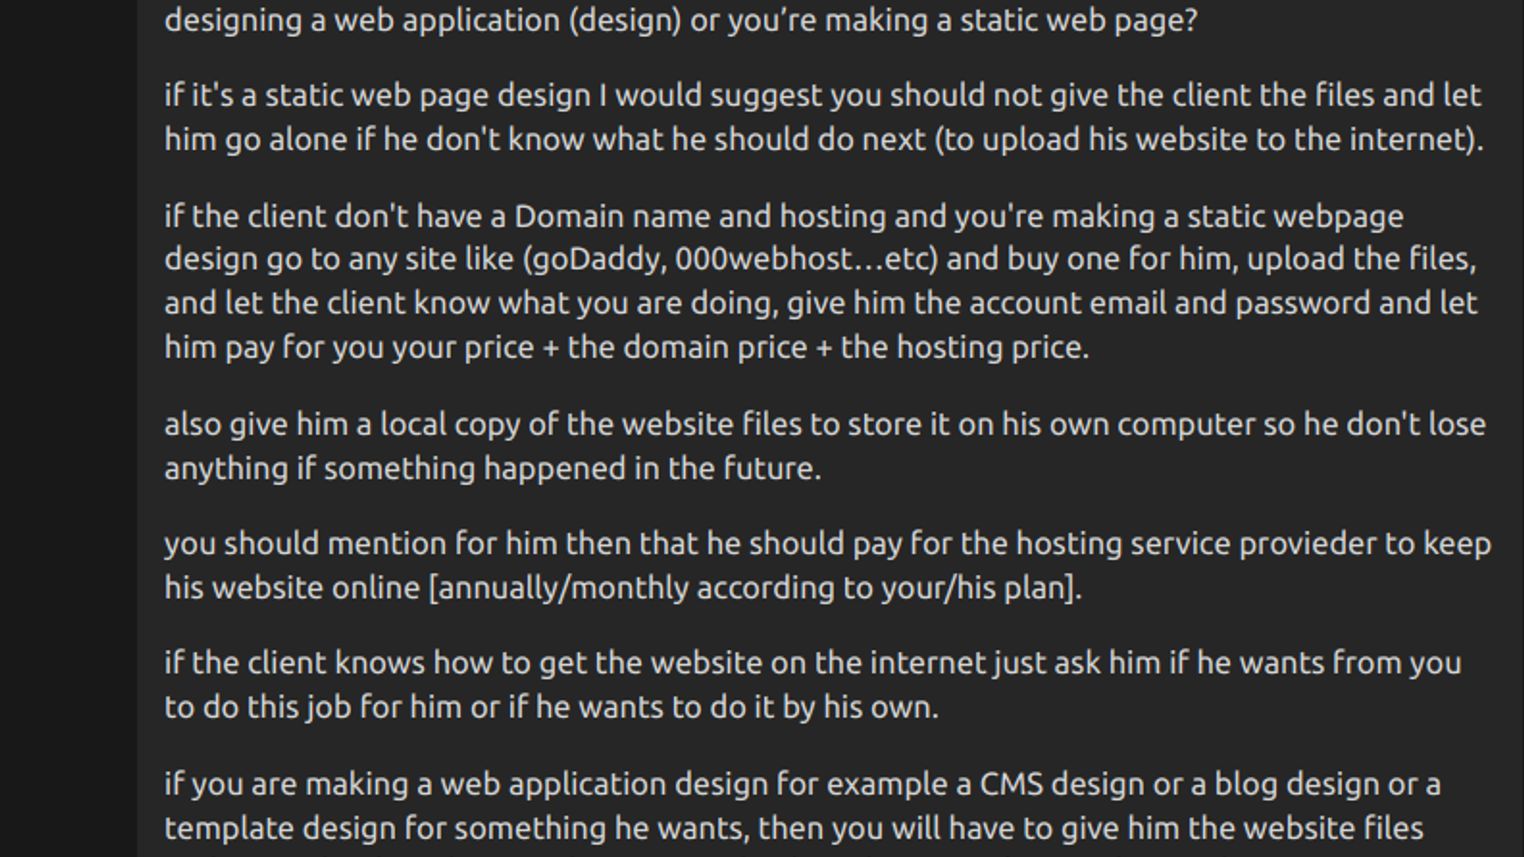 designing a web application (design) or you’re making a static web page?
if it's a static web page design I would suggest you should not give the client the files and let
him go alone if he don't know what he should do next (to upload his website to the internet).
if the client don't have a Domain name and hosting and you're making a static webpage
design go to any site like (goDaddy, 000webhost...etc) and buy one for him, upload the files,
and let the client know what you are doing, give him the account email and password and let
him pay for you your price + the domain price + the hosting price.
also give him a local copy of the website files to store it on his own computer so he don't lose
anything if something happened in the future.
you should mention for him then that he should pay for the hosting service provieder to keep
his website online [annually/monthly according to your/his plan].
if the client knows how to get the website on the internet just ask him if he wants from you
to do this job for him or if he wants to do it by his own.
if you are making a web application design for example a CMS design or a blog design or a
template design for something he wants, then you will have to give him the website files